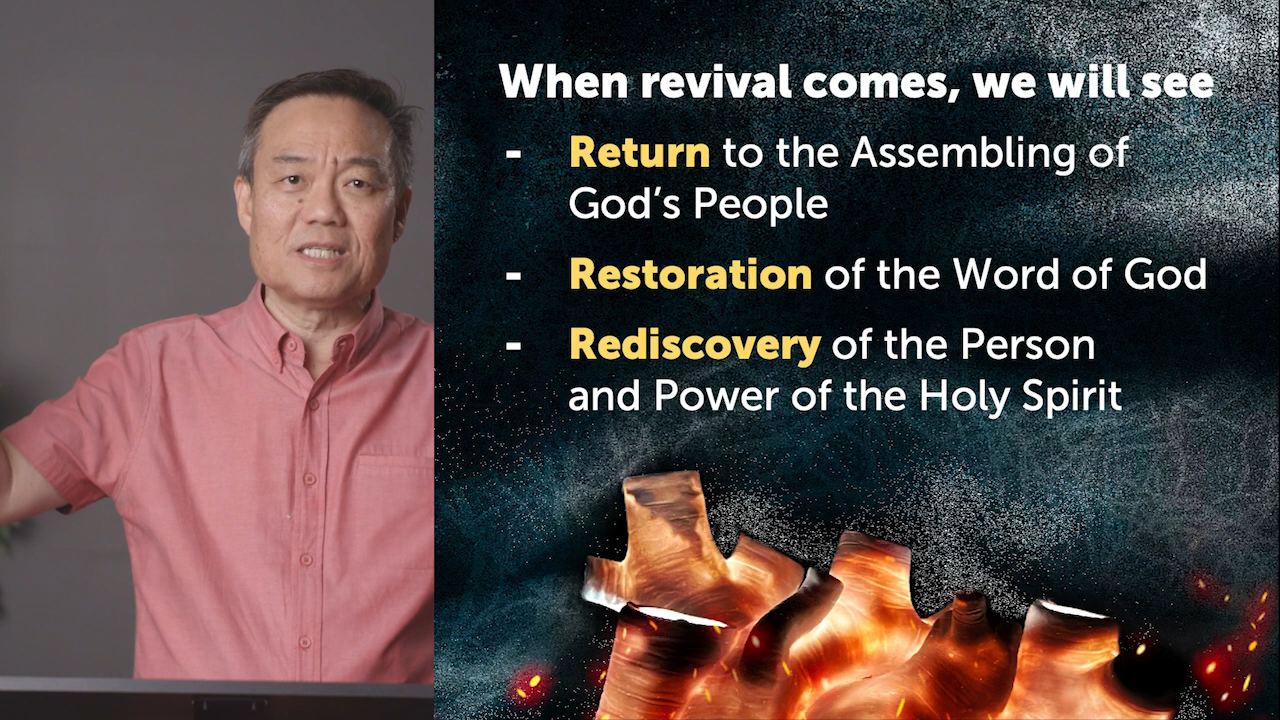 When revival comes, we will see
- Return to the Assembling of
God’s People
- Restoration of the Word of God
- Rediscovery of the Person
and Power of the Holy Spirit